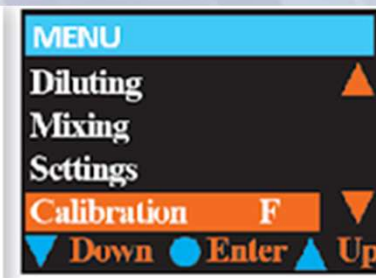 MENU
Diluting
Mixing
Settings
Calibration F
Down Enter Up